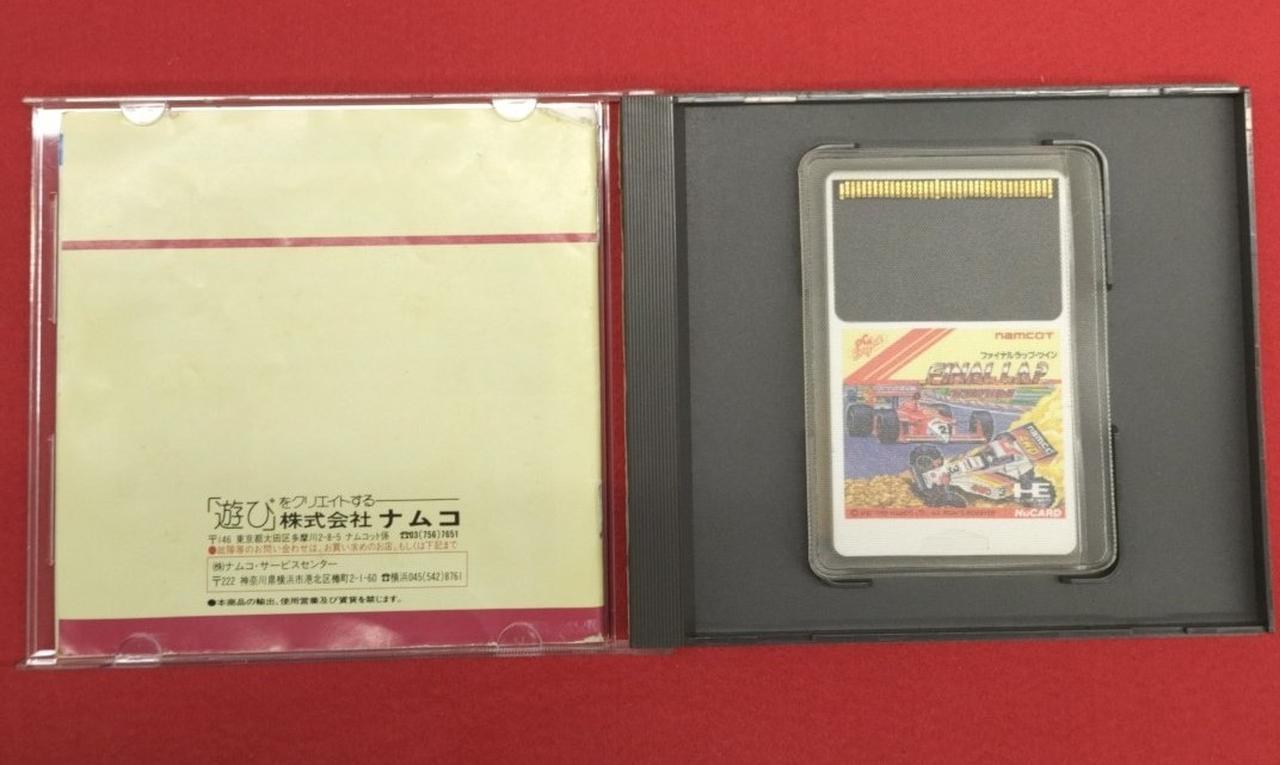 「遊び」をクリエイトする
株式会社ナムコ
〒146 東京都大田区多摩川2-8-5 ナムコット係 ☎03(756)7651
●故障等のお問い合わせは、お買い求めのお店、もしくは下記まで
㈱ナムコ・サービスセンター
〒222 神奈川県横浜市港北区樽町2-1-60 ☎横浜045(542)8761
●本商品の輸出、使用営業及び賃貸を禁じます。
namcot
ファイナルラップ・ツイン
FINAL LAP
TWIN
2
namco
HE
HuCARD